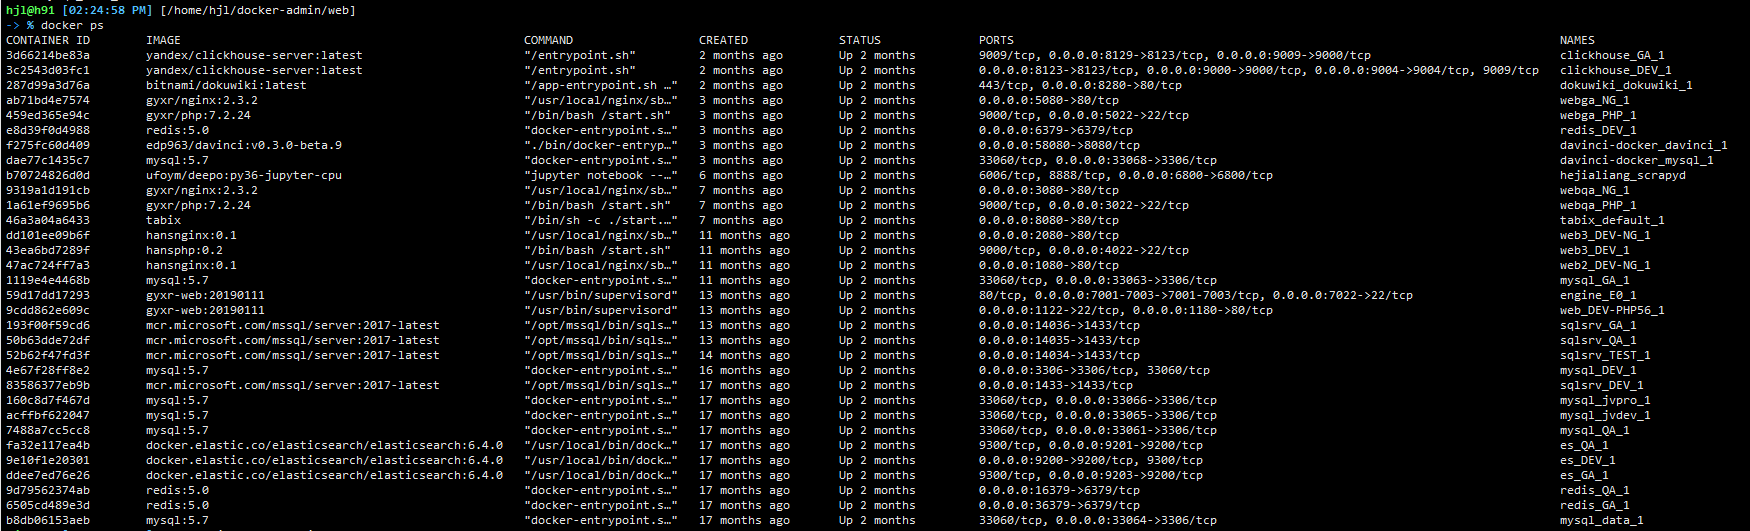 hjl@h91 [02:24:58 PM] [/home/hjl/docker-admin/web]
-> % docker ps
CONTAINER ID        IMAGE                                                 COMMAND                  CREATED             STATUS              PORTS                                                                            NAMES
3d66214be83a        yandex/clickhouse-server:latest                       "/entrypoint.sh"         2 months ago        Up 2 months         9009/tcp, 0.0.0.0:8129->8123/tcp, 0.0.0.0:9009->9000/tcp                         clickhouse_GA_1
3c2543d03fc1        yandex/clickhouse-server:latest                       "/entrypoint.sh"         2 months ago        Up 2 months         0.0.0.0:8123->8123/tcp, 0.0.0.0:9000->9000/tcp, 0.0.0.0:9004->9004/tcp, 9009/tcp   clickhouse_DEV_1
287d99a3d76a        bitnami/dokuwiki:latest                               "/app-entrypoint.sh …"   2 months ago        Up 2 months         443/tcp, 0.0.0.0:8280->80/tcp                                                    dokuwiki_dokuwiki_1
ab71bd4e7574        gyxr/nginx:2.3.2                                      "/usr/local/nginx/sb…"   3 months ago        Up 2 months         0.0.0.0:5080->80/tcp                                                             webga_NG_1
459ed365e94c        gyxr/php:7.2.24                                       "/bin/bash /start.sh"    3 months ago        Up 2 months         9000/tcp, 0.0.0.0:5022->22/tcp                                                   webga_PHP_1
e8d39f0d4988        redis:5.0                                             "docker-entrypoint.s…"   3 months ago        Up 2 months         0.0.0.0:6379->6379/tcp                                                           redis_DEV_1
f275fc60d409        edp963/davinci:v0.3.0-beta.9                          "./bin/docker-entryp…"   3 months ago        Up 2 months         0.0.0.0:58080->8080/tcp                                                          davinci-docker_davinci_1
dae77c1435c7        mysql:5.7                                             "docker-entrypoint.s…"   3 months ago        Up 2 months         33060/tcp, 0.0.0.0:33068->3306/tcp                                               davinci-docker_mysql_1
b70724826d0d        ufoym/deepo:py36-jupyter-cpu                          "jupyter notebook --…"   6 months ago        Up 2 months         6006/tcp, 8888/tcp, 0.0.0.0:6800->6800/tcp                                       hejialiang_scrapyd
9319a1d191cb        gyxr/nginx:2.3.2                                      "/usr/local/nginx/sb…"   7 months ago        Up 2 months         0.0.0.0:3080->80/tcp                                                             webqa_NG_1
1a61ef9695b6        gyxr/php:7.2.24                                       "/bin/bash /start.sh"    7 months ago        Up 2 months         9000/tcp, 0.0.0.0:3022->22/tcp                                                   webqa_PHP_1
46a3a04a6433        tabix                                                 "/bin/sh -c ./start.…"   7 months ago        Up 2 months         0.0.0.0:8080->80/tcp                                                             tabix_default_1
dd101ee09b6f        hansnginx:0.1                                         "/usr/local/nginx/sb…"   11 months ago       Up 2 months         0.0.0.0:2080->80/tcp                                                             web3_DEV-NG_1
43ea6bd7289f        hansphp:0.2                                           "/bin/bash /start.sh"    11 months ago       Up 2 months         9000/tcp, 0.0.0.0:4022->22/tcp                                                   web3_DEV_1
47ac724ff7a3        hansnginx:0.1                                         "/usr/local/nginx/sb…"   11 months ago       Up 2 months         0.0.0.0:1080->80/tcp                                                             web2_DEV-NG_1
1119e4e4468b        mysql:5.7                                             "docker-entrypoint.s…"   11 months ago       Up 2 months         33060/tcp, 0.0.0.0:33063->3306/tcp                                               mysql_GA_1
59d17dd17293        gyxr-web:20190111                                     "/usr/bin/supervisord"   13 months ago       Up 2 months         80/tcp, 0.0.0.0:7001-7003->7001-7003/tcp, 0.0.0.0:7022->22/tcp                   engine_E0_1
9cdd862e609c        gyxr-web:20190111                                     "/usr/bin/supervisord"   13 months ago       Up 2 months         0.0.0.0:1122->22/tcp, 0.0.0.0:1180->80/tcp                                       web_DEV-PHP56_1
193f00f59cd6        mcr.microsoft.com/mssql/server:2017-latest            "/opt/mssql/bin/sqls…"   13 months ago       Up 2 months         0.0.0.0:14036->1433/tcp                                                          sqlsrv_GA_1
50b63dde72df        mcr.microsoft.com/mssql/server:2017-latest            "/opt/mssql/bin/sqls…"   13 months ago       Up 2 months         0.0.0.0:14035->1433/tcp                                                          sqlsrv_QA_1
52b62f47fd3f        mcr.microsoft.com/mssql/server:2017-latest            "/opt/mssql/bin/sqls…"   14 months ago       Up 2 months         0.0.0.0:14034->1433/tcp                                                          sqlsrv_TEST_1
4e67f28ff8e2        mysql:5.7                                             "docker-entrypoint.s…"   16 months ago       Up 2 months         0.0.0.0:3306->3306/tcp, 33060/tcp                                                mysql_DEV_1
83586377eb9b        mcr.microsoft.com/mssql/server:2017-latest            "/opt/mssql/bin/sqls…"   17 months ago       Up 2 months         0.0.0.0:1433->1433/tcp                                                           sqlsrv_DEV_1
160c8d7f467d        mysql:5.7                                             "docker-entrypoint.s…"   17 months ago       Up 2 months         33060/tcp, 0.0.0.0:33066->3306/tcp                                               mysql_jvpro_1
acffbf622047        mysql:5.7                                             "docker-entrypoint.s…"   17 months ago       Up 2 months         33060/tcp, 0.0.0.0:33065->3306/tcp                                               mysql_jvdev_1
7488a7cc5cc8        mysql:5.7                                             "docker-entrypoint.s…"   17 months ago       Up 2 months         33060/tcp, 0.0.0.0:33061->3306/tcp                                               mysql_QA_1
fa32e117ea4b        docker.elastic.co/elasticsearch/elasticsearch:6.4.0   "/usr/local/bin/dock…"   17 months ago       Up 2 months         9300/tcp, 0.0.0.0:9201->9200/tcp                                                 es_QA_1
9e10f1e20301        docker.elastic.co/elasticsearch/elasticsearch:6.4.0   "/usr/local/bin/dock…"   17 months ago       Up 2 months         0.0.0.0:9200->9200/tcp, 9300/tcp                                                 es_DEV_1
ddee7ed76e26        docker.elastic.co/elasticsearch/elasticsearch:6.4.0   "/usr/local/bin/dock…"   17 months ago       Up 2 months         9300/tcp, 0.0.0.0:9203->9200/tcp                                                 es_GA_1
9d79562374ab        redis:5.0                                             "docker-entrypoint.s…"   17 months ago       Up 2 months         0.0.0.0:16379->6379/tcp                                                          redis_QA_1
6505cd489e3d        redis:5.0                                             "docker-entrypoint.s…"   17 months ago       Up 2 months         0.0.0.0:36379->6379/tcp                                                          redis_GA_1
b8db06153aeb        mysql:5.7                                             "docker-entrypoint.s…"   17 months ago       Up 2 months         33060/tcp, 0.0.0.0:33064->3306/tcp                                               mysql_data_1